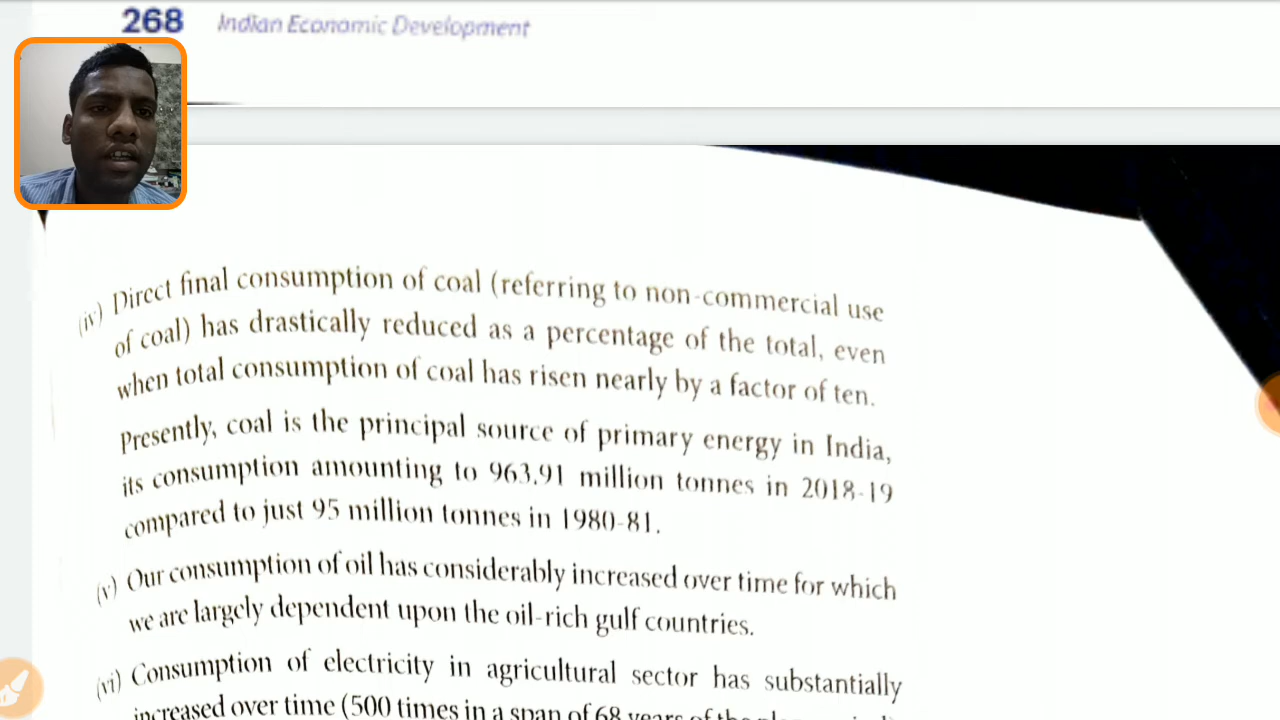 268 Indian Economic Development
(iv) Direct final consumption of coal (referring to non-commercial use
of coal) has drastically reduced as a percentage of the total, even
when total consumption of coal has risen nearly by a factor of ten.
Presently, coal is the principal source of primary energy in India,
its consumption amounting to 963.91 million tonnes in 2018-19
compared to just 95 million tonnes in 1980-81.
(v) Our consumption of oil has considerably increased over time for which
we are largely dependent upon the oil-rich gulf countries.
(vi) Consumption of electricity in agricultural sector has substantially
increased over time (500 times in a span of 68 years of the